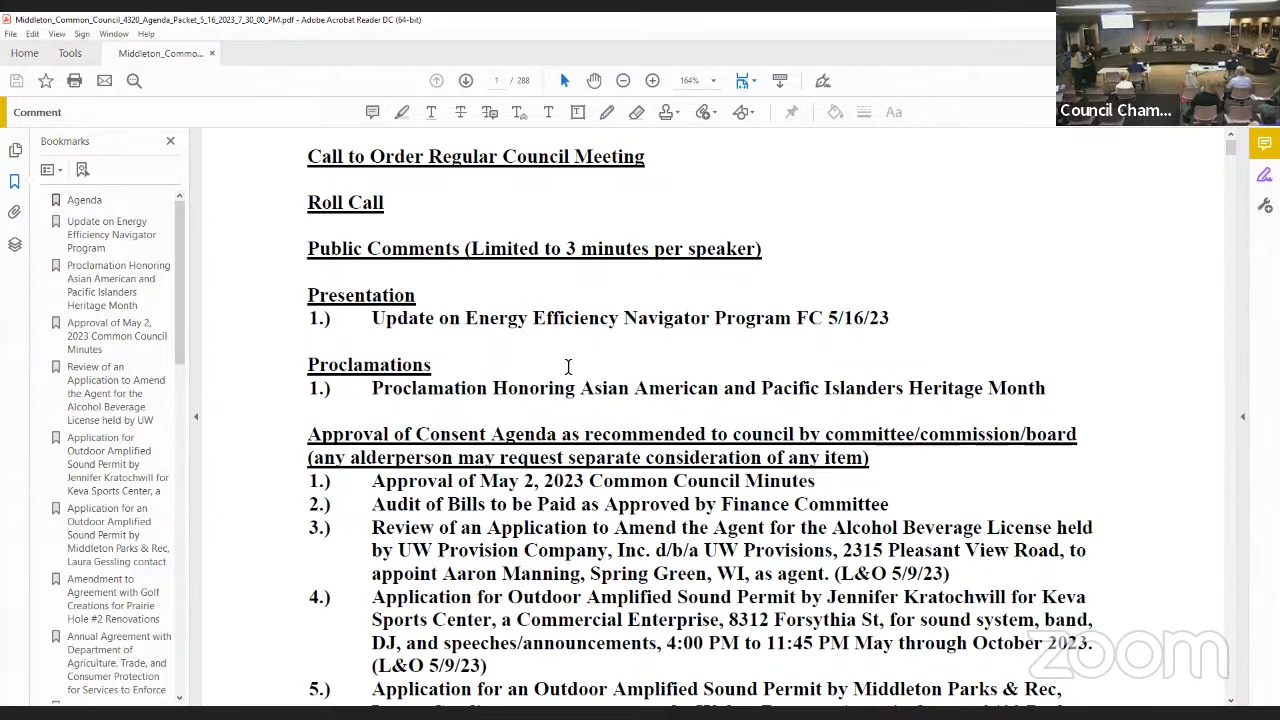 Middleton_Common_Council_4320_Agenda_Packet_5_16_2023_7_30_00_PM.pdf - Adobe Acrobat Reader DC (64-bit)
File Edit View Sign Window Help
Home Tools Middleton_Commo... ×
1 / 288 164%
Comment
Council Cham...
Bookmarks
Agenda
Update on Energy
Efficiency Navigator
Program
Proclamation Honoring
Asian American and
Pacific Islanders
Heritage Month
Approval of May 2,
2023 Common Council
Minutes
Review of an
Application to Amend
the Agent for the
Alcohol Beverage
License held by UW
Application for
Outdoor Amplified
Sound Permit by
Jennifer Kratochwill for
Keva Sports Center, a
Application for an
Outdoor Amplified
Sound Permit by
Middleton Parks & Rec,
Laura Gessling contact
Amendment to
Agreement with Golf
Creations for Prairie
Hole #2 Renovations
Annual Agreement with
Department of
Agriculture, Trade, and
Consumer Protection
for Services to Enforce
Call to Order Regular Council Meeting
Roll Call
Public Comments (Limited to 3 minutes per speaker)
Presentation
1.) Update on Energy Efficiency Navigator Program FC 5/16/23
Proclamations
1.) Proclamation Honoring Asian American and Pacific Islanders Heritage Month
Approval of Consent Agenda as recommended to council by committee/commission/board
(any alderperson may request separate consideration of any item)
1.) Approval of May 2, 2023 Common Council Minutes
2.) Audit of Bills to be Paid as Approved by Finance Committee
3.) Review of an Application to Amend the Agent for the Alcohol Beverage License held
by UW Provision Company, Inc. d/b/a UW Provisions, 2315 Pleasant View Road, to
appoint Aaron Manning, Spring Green, WI, as agent. (L&O 5/9/23)
4.) Application for Outdoor Amplified Sound Permit by Jennifer Kratochwill for Keva
Sports Center, a Commercial Enterprise, 8312 Forsythia St, for sound system, band,
DJ, and speeches/announcements, 4:00 PM to 11:45 PM May through October 2023.
(L&O 5/9/23)
5.) Application for an Outdoor Amplified Sound Permit by Middleton Parks & Rec,
zoom